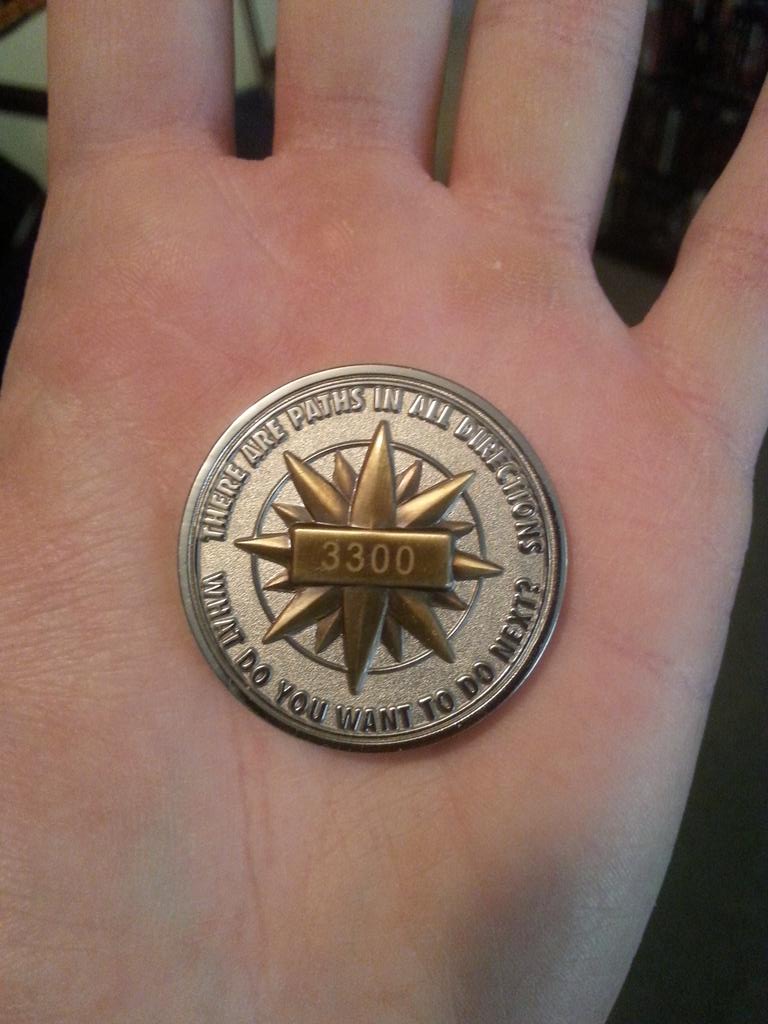 THERE ARE PATHS IN ALL DIRECTIONS
3300
WHAT DO YOU WANT TO DO NEXT?